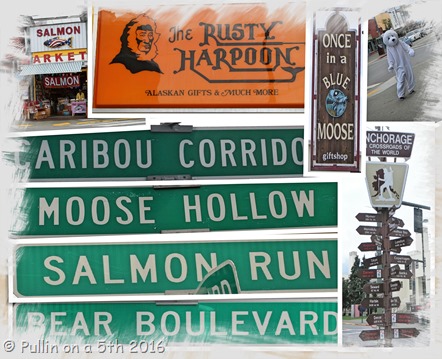 SALMON
MARKET
SALMON
The RUSTY
HARPOON
ALASKAN GIFTS & MUCH MORE
ONCE
in a
BLUE
MOOSE
giftshop
ARIBOU CORRIDO
MOOSE HOLLOW
SALMON RUN
BEAR BOULEVARD
ANCHORAGE
CROSSROADS OF
THE WORLD
© Pullin on a 5th 2016